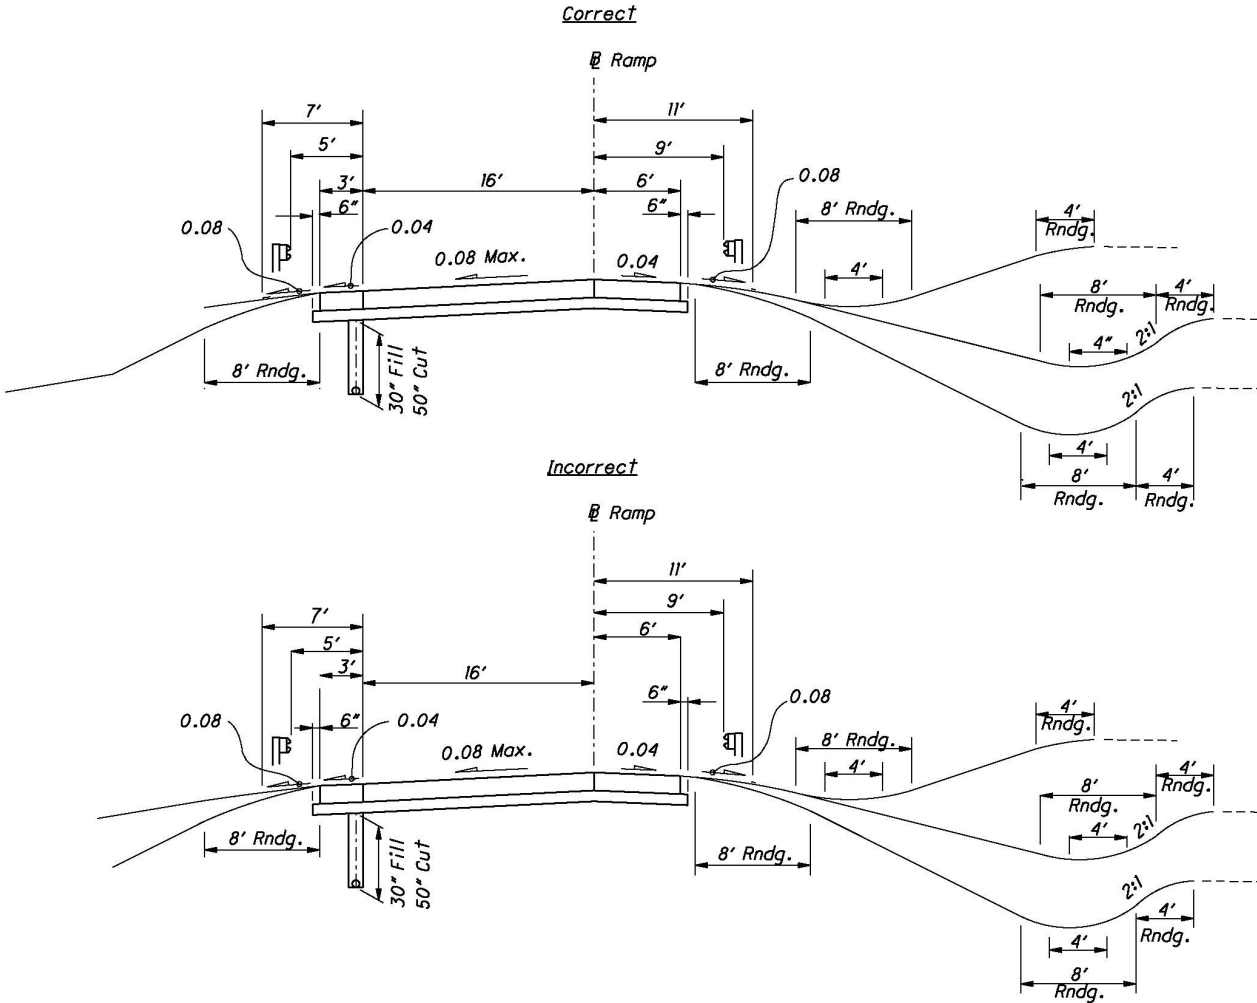 Correct
℄ Ramp
7' 11'
5' 9'
3' 16' 6' 0.08
6" 6" 8' Rndg. 4' Rndg.
0.08 0.04
0.08 Max. 0.04 4' 8' Rndg. 4' Rndg.
4" 2:1
8' Rndg. 30" Fill 50" Cut 8' Rndg.
2:1
4'
8' Rndg. 4' Rndg.
Incorrect
℄ Ramp
11'
7' 9'
5' 6'
3' 16'
6" 6" 0.08
0.08 0.04 4' Rndg.
0.08 Max. 0.04 8' Rndg.
4' 8' Rndg. 4' Rndg.
4' 2:1
8' Rndg. 30" Fill 50" Cut 8' Rndg.
2:1
4' Rndg.
4'
8' Rndg.